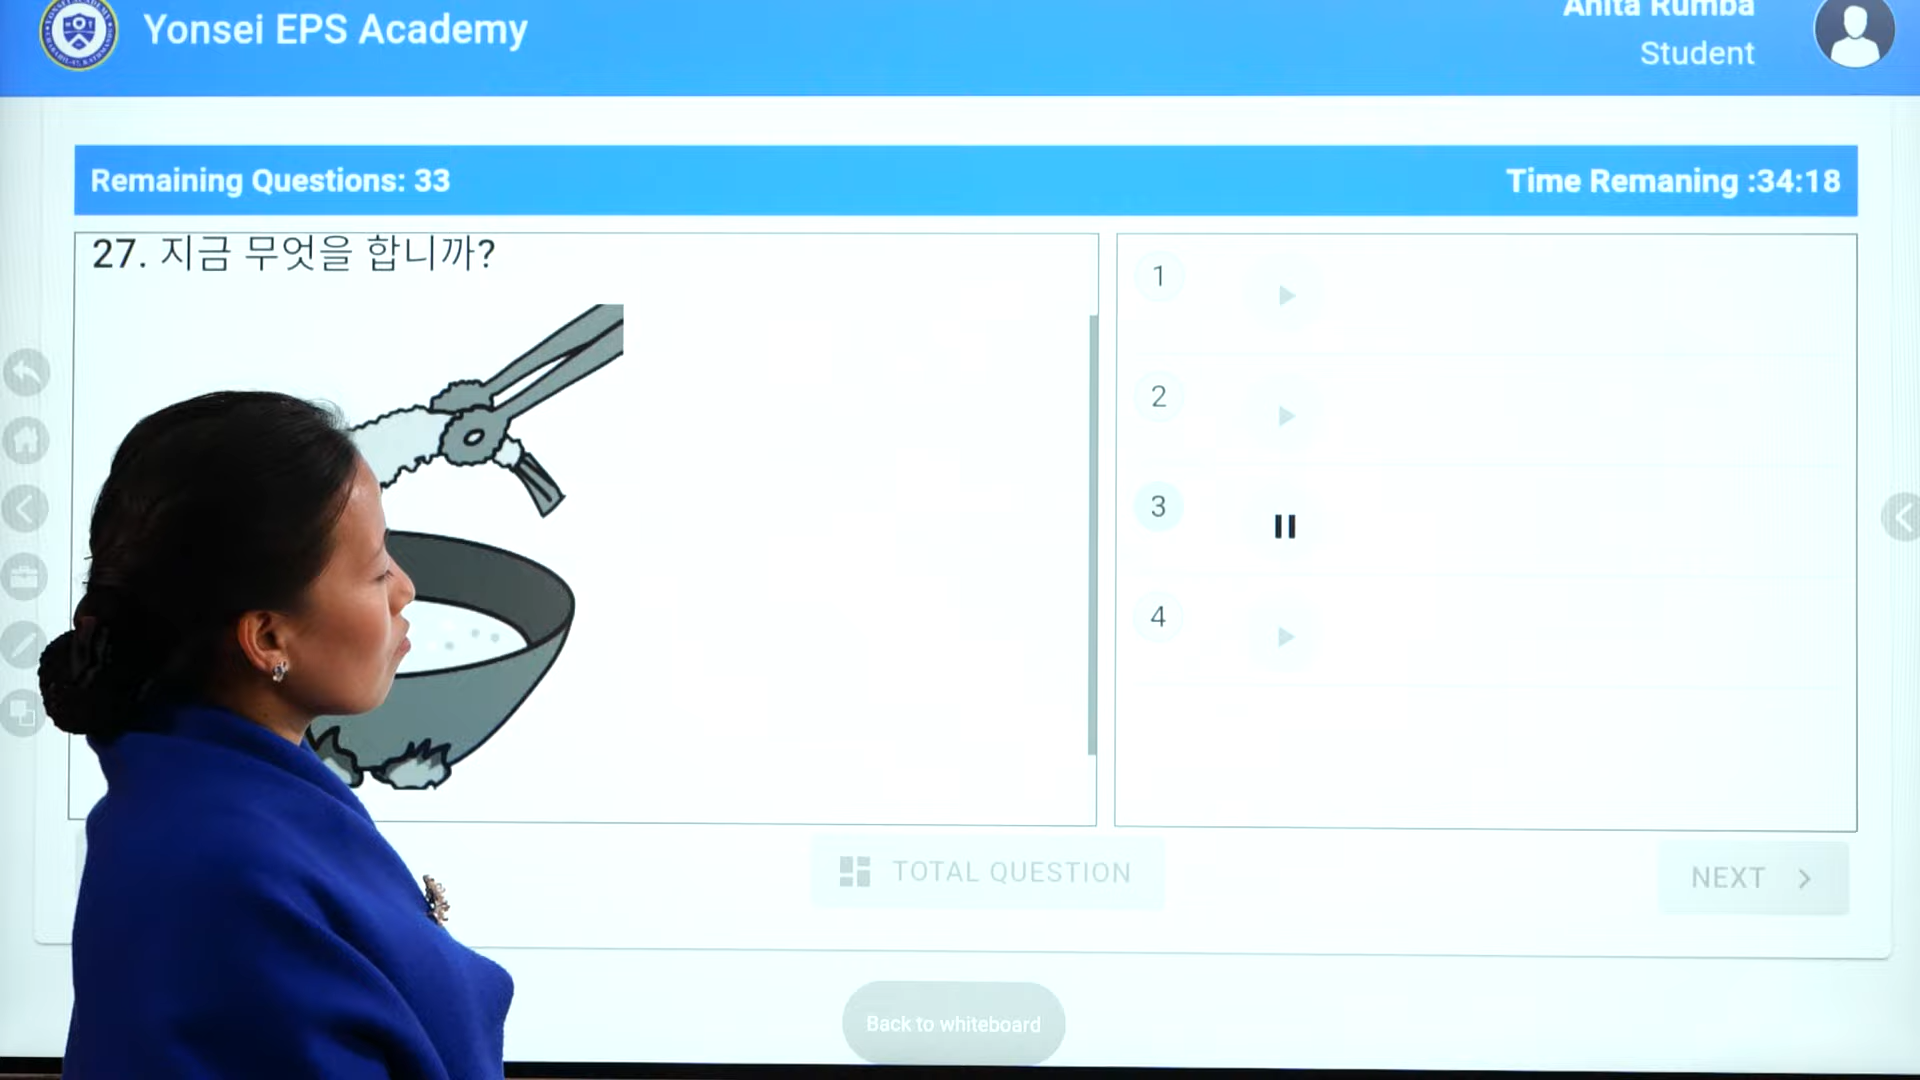 Yonsei EPS Academy
Anita Rumba
Student
Remaining Questions: 33
Time Remaning :34:18
27. 지금 무엇을 합니까?
1
2
3
4
TOTAL QUESTION
NEXT
Back to whiteboard